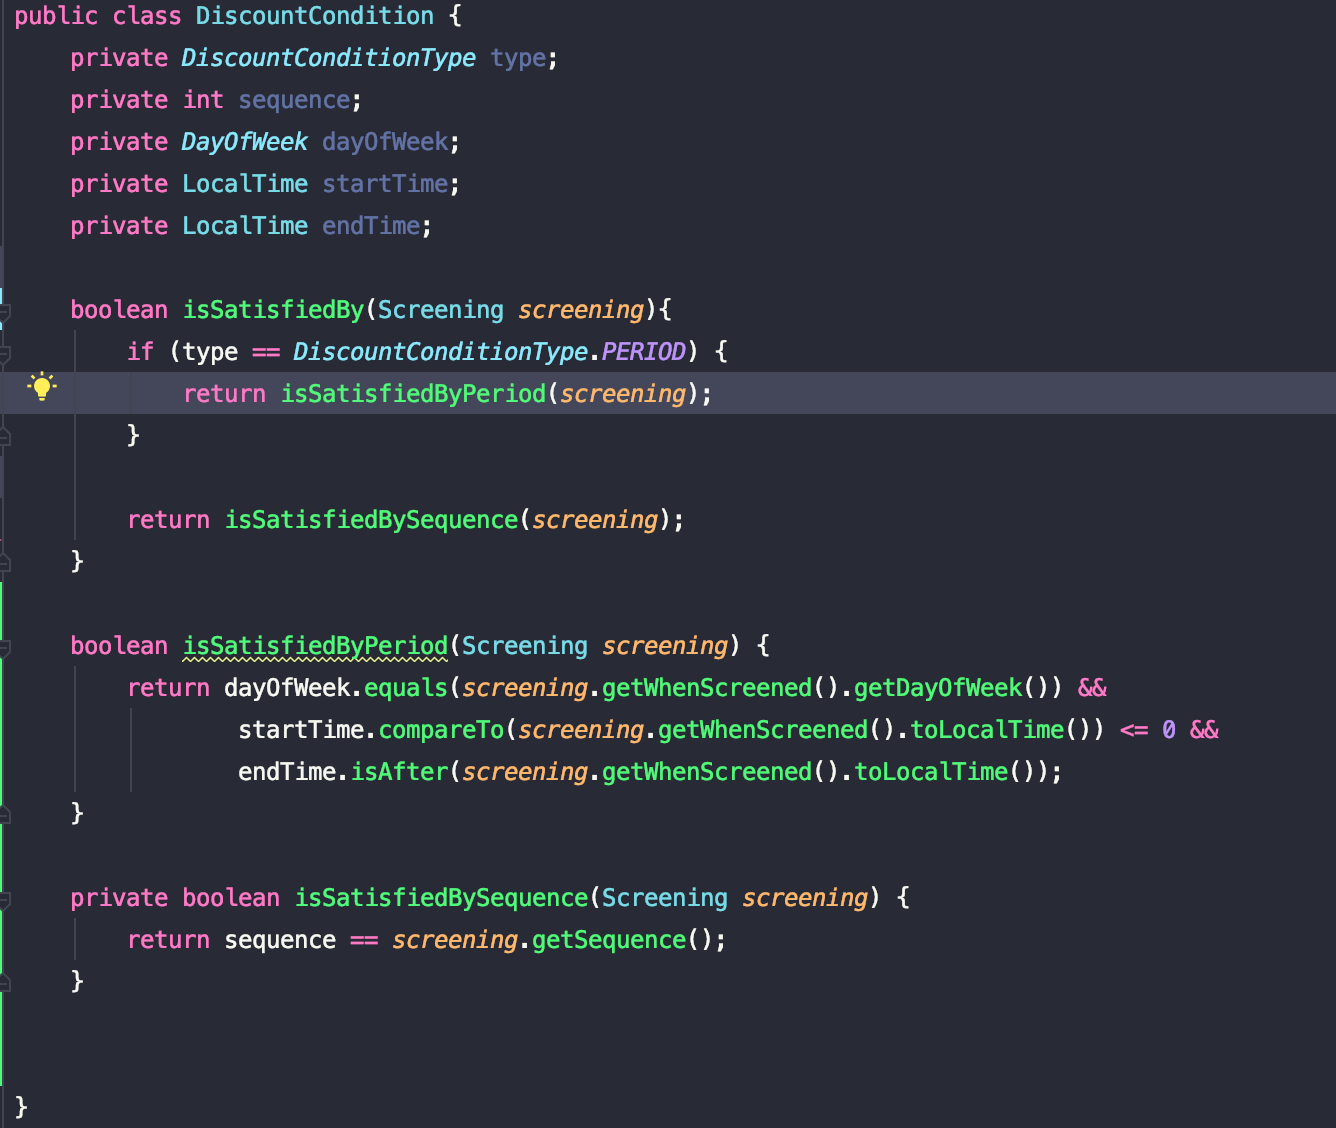 public class DiscountCondition {
    private DiscountConditionType type;
    private int sequence;
    private DayOfWeek dayOfWeek;
    private LocalTime startTime;
    private LocalTime endTime;

    boolean isSatisfiedBy(Screening screening){
        if (type == DiscountConditionType.PERIOD) {
            return isSatisfiedByPeriod(screening);
        }

        return isSatisfiedBySequence(screening);
    }

    boolean isSatisfiedByPeriod(Screening screening) {
        return dayOfWeek.equals(screening.getWhenScreened().getDayOfWeek()) &&
                startTime.compareTo(screening.getWhenScreened().toLocalTime()) <= 0 &&
                endTime.isAfter(screening.getWhenScreened().toLocalTime());
    }

    private boolean isSatisfiedBySequence(Screening screening) {
        return sequence == screening.getSequence();
    }

}